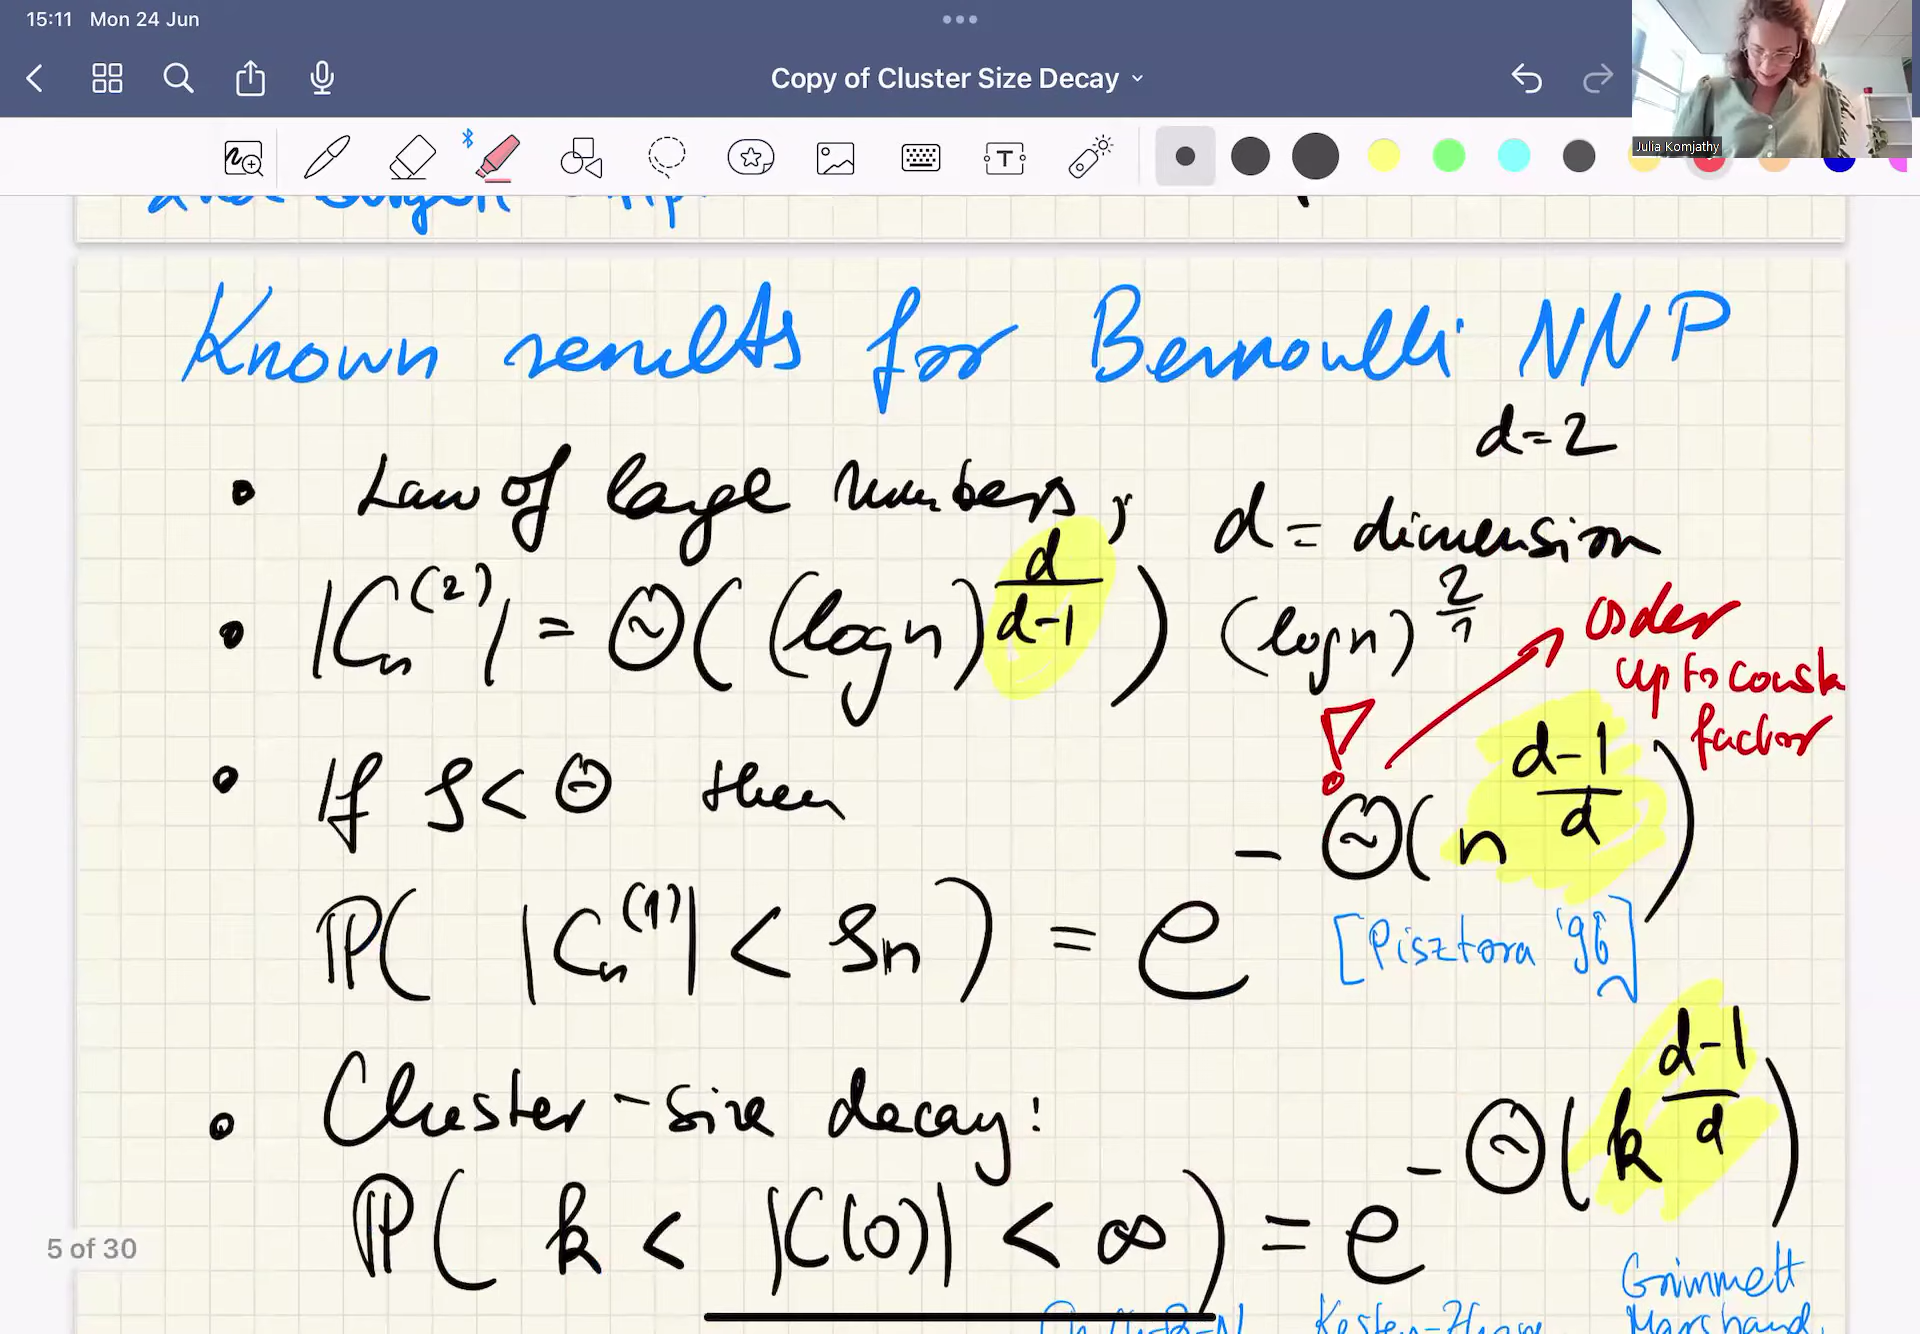 15:11 Mon 24 Jun
Copy of Cluster Size Decay
Julia Komjathy
Known results for Bernoulli NNP
d=2
• Law of large numbers, d = dimension
• |C_n^{(2)}| = Θ((log n)^{d/(d-1)}) (log n)^{2/1}
order
up to
factor
• If ρ < Θ then
ℙ( |C_n^{(1)}| < ρn ) = e^{-Θ(n^{(d-1)/d})}
[Pisztora '96]
• Cluster-size decay:
ℙ( k < |C(0)| < ∞ ) = e^{-Θ(k^{(d-1)/d})}
5 of 30
Grimmett
Marchand,